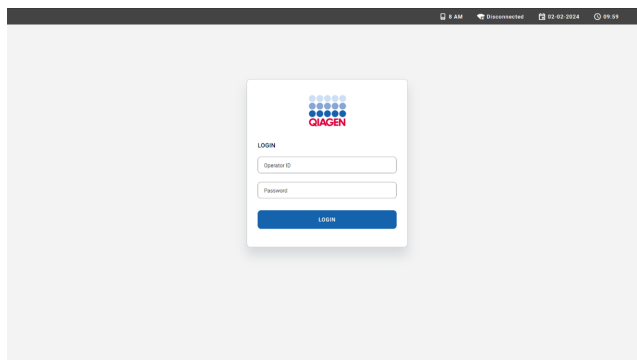 8 AM Disconnected 02-02-2024 09:59
QIAGEN
LOGIN
Operator ID
Password
LOGIN